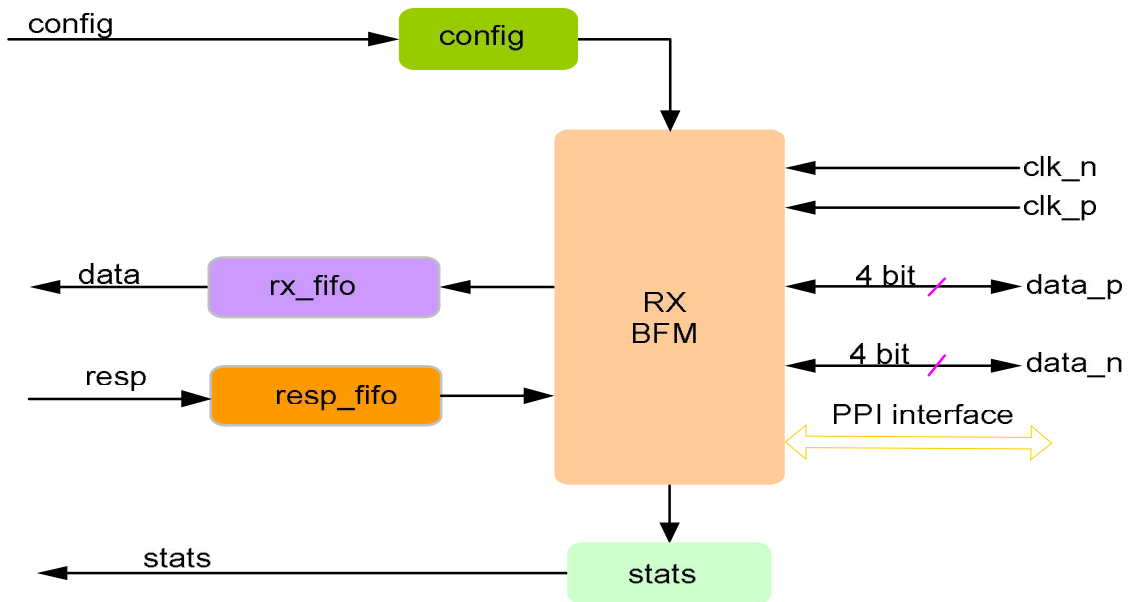 config
config
clk_n
clk_p
data
rx_fifo
4 bit
data_p
RX
BFM
4 bit
data_n
resp
resp_fifo
PPI interface
stats
stats